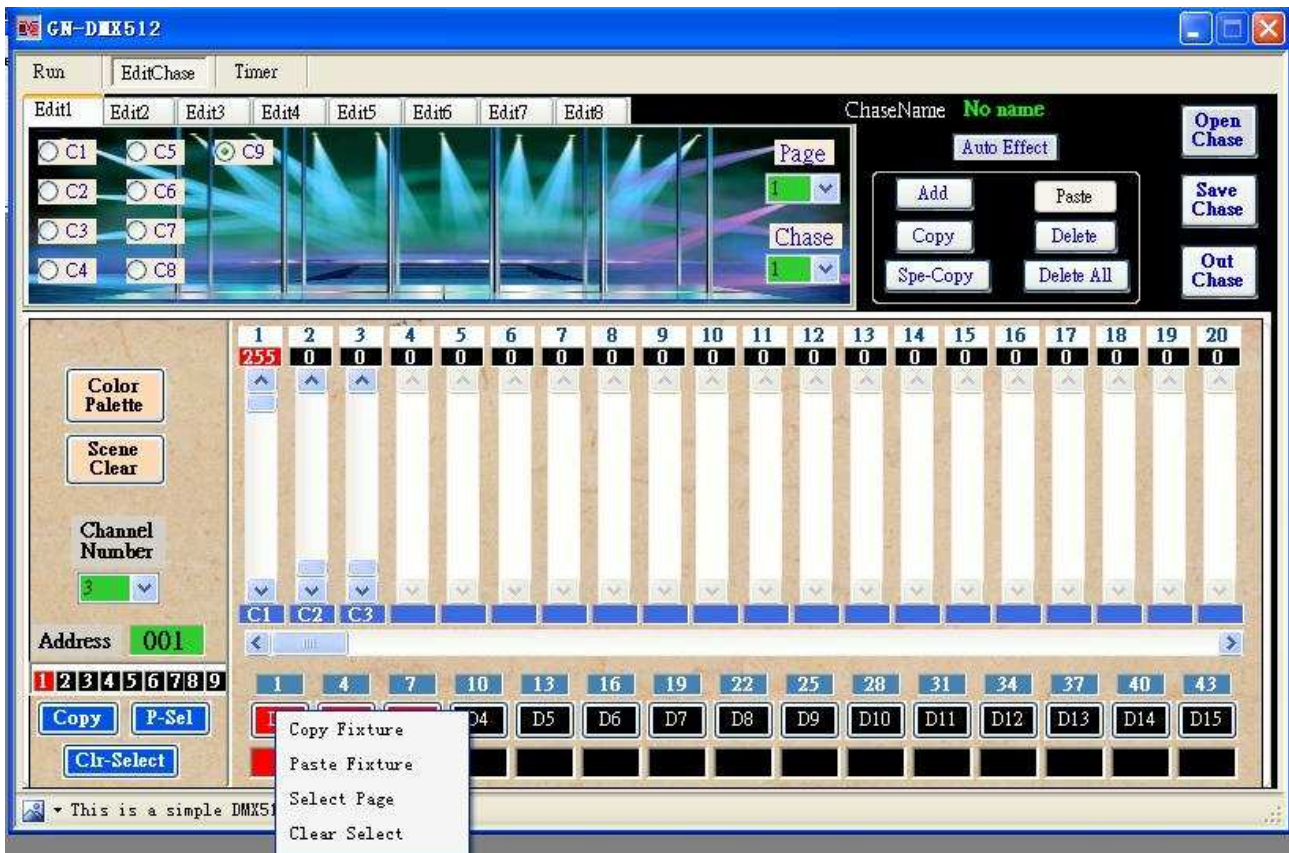 GN-DMX512
Run EditChase Timer
Edit1 Edit2 Edit3 Edit4 Edit5 Edit6 Edit7 Edit8 ChaseName No name
Open Chase
Auto Effect
C1 C5 C9 Page
1
C2 C6 Add Paste Save Chase
C3 C7 Chase Copy Delete
C4 C8 1 Spe-Copy Delete All Out Chase
1 2 3 4 5 6 7 8 9 10 11 12 13 14 15 16 17 18 19 20
255 0 0 0 0 0 0 0 0 0 0 0 0 0 0 0 0 0 0 0
Color
Palette
Scene
Clear
Channel
Number
3
C1 C2 C3
Address 001
1 2 3 4 5 6 7 8 9
1 4 7 10 13 16 19 22 25 28 31 34 37 40 43
Copy P-Sel
D4 D5 D6 D7 D8 D9 D10 D11 D12 D13 D14 D15
Clr-Select
Copy Fixture
Paste Fixture
Select Page
Clear Select
This is a simple